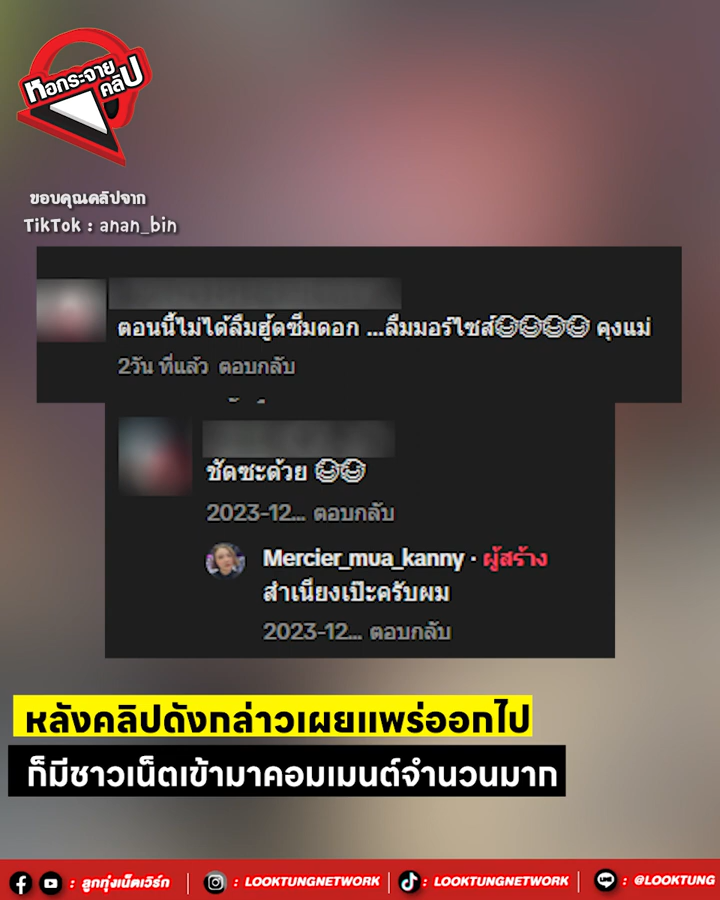 หอกระจาย
คลิป
ขอบคุณคลิปจาก
TikTok : anan_bin
ตอนนี้ไม่ได้ลืมฮู้ดซึมดอก ...ลืมมอร์ไซส์😂😂😂😂 คุงแม่
2วัน ที่แล้ว ตอบกลับ
ชัดซะด้วย 😂😂
2023-12... ตอบกลับ
Mercier_mua_kanny · ผู้สร้าง
สำเนียงเป๊ะครับผม
2023-12... ตอบกลับ
หลังคลิปดังกล่าวเผยแพร่ออกไป
ก็มีชาวเน็ตเข้ามาคอมเมนต์จำนวนมาก
: ลูกทุ่งเน็ตเวิร์ก | : LOOKTUNGNETWORK | : LOOKTUNGNETWORK | LINE : @LOOKTUNG